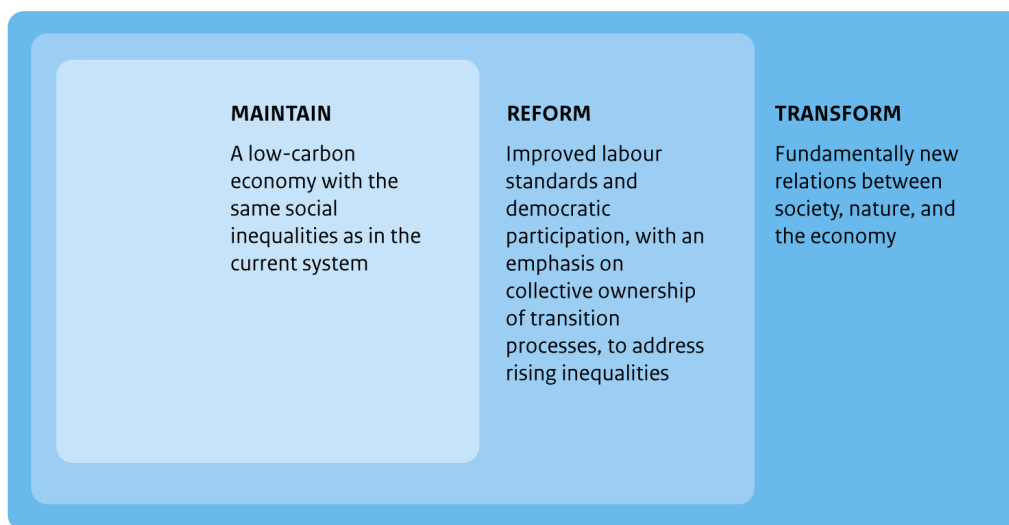 MAINTAIN
A low-carbon
economy with the
same social
inequalities as in the
current system
REFORM
Improved labour
standards and
democratic
participation, with an
emphasis on
collective ownership
of transition
processes, to address
rising inequalities
TRANSFORM
Fundamentally new
relations between
society, nature, and
the economy